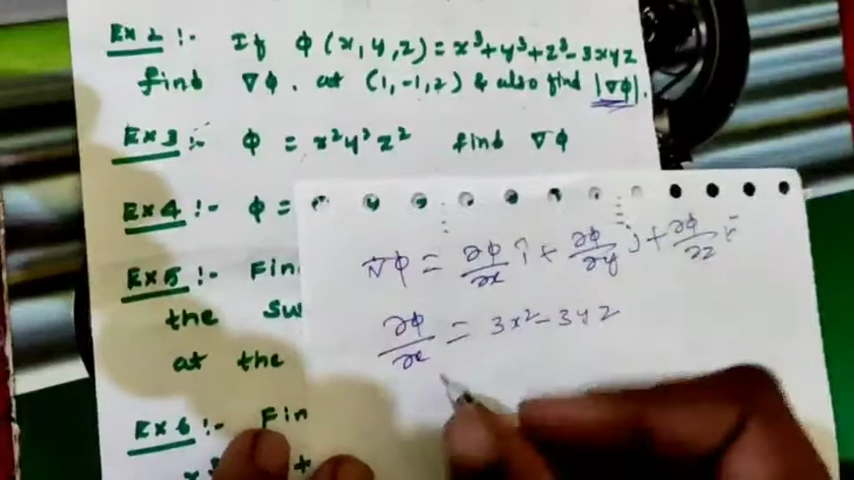 Ex 2 :- If φ(x,y,z) = x³+y³+z³-3xyz
find ∇φ. at (1,-1,2) & also find |∇φ|.
Ex 3 :- φ = x²y³z² find ∇φ
Ex 4 :- φ =
Ex 5 :- Fin
the su
at the
Ex 6 :- Fin
∇φ = ∂φ/∂x î + ∂φ/∂y j + ∂φ/∂z
∂φ/∂x = 3x²-3yz